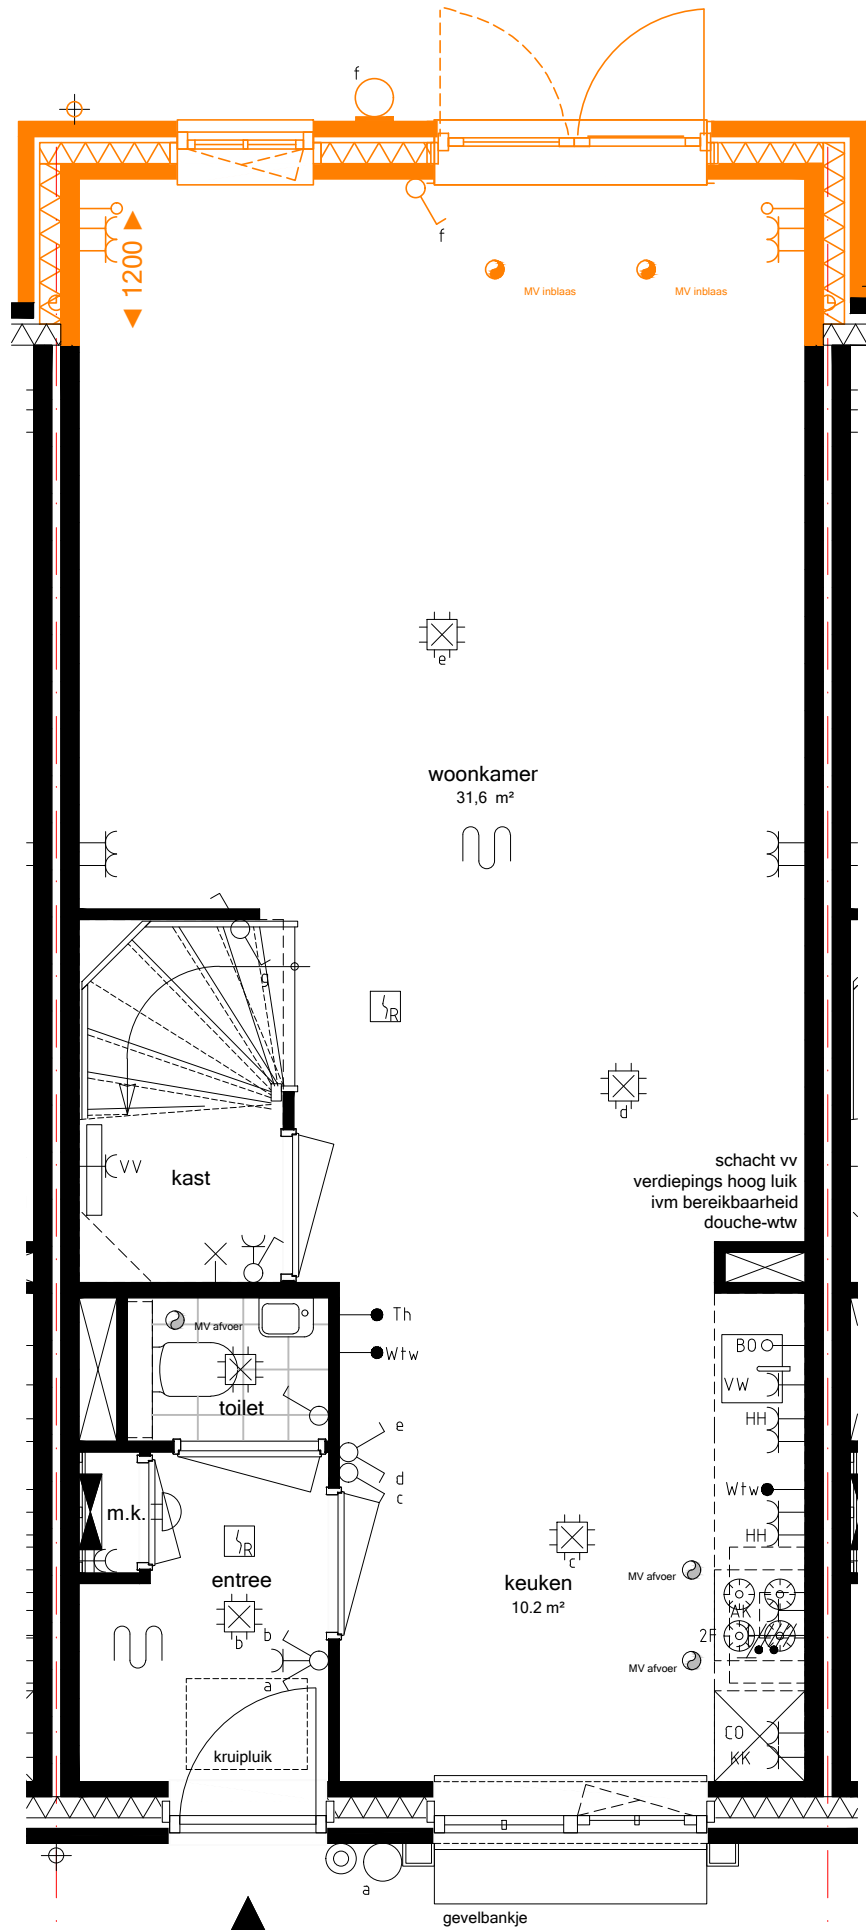 f
f
1200
MV inblaas
MV inblaas
e
woonkamer
31,6 m²
g
R
d
schacht vv
verdiepings hoog luik
ivm bereikbaarheid
douche-wtw
VV
kast
Th
MV afvoer
Wtw
BO
VW
toilet
HH
e
d
c
Wtw
m.k.
HH
R
c
entree
keuken
10.2 m²
MV afvoer
AK
b
b
2F
a
MV afvoer
CO
kruipluik
KK
a
gevelbankje